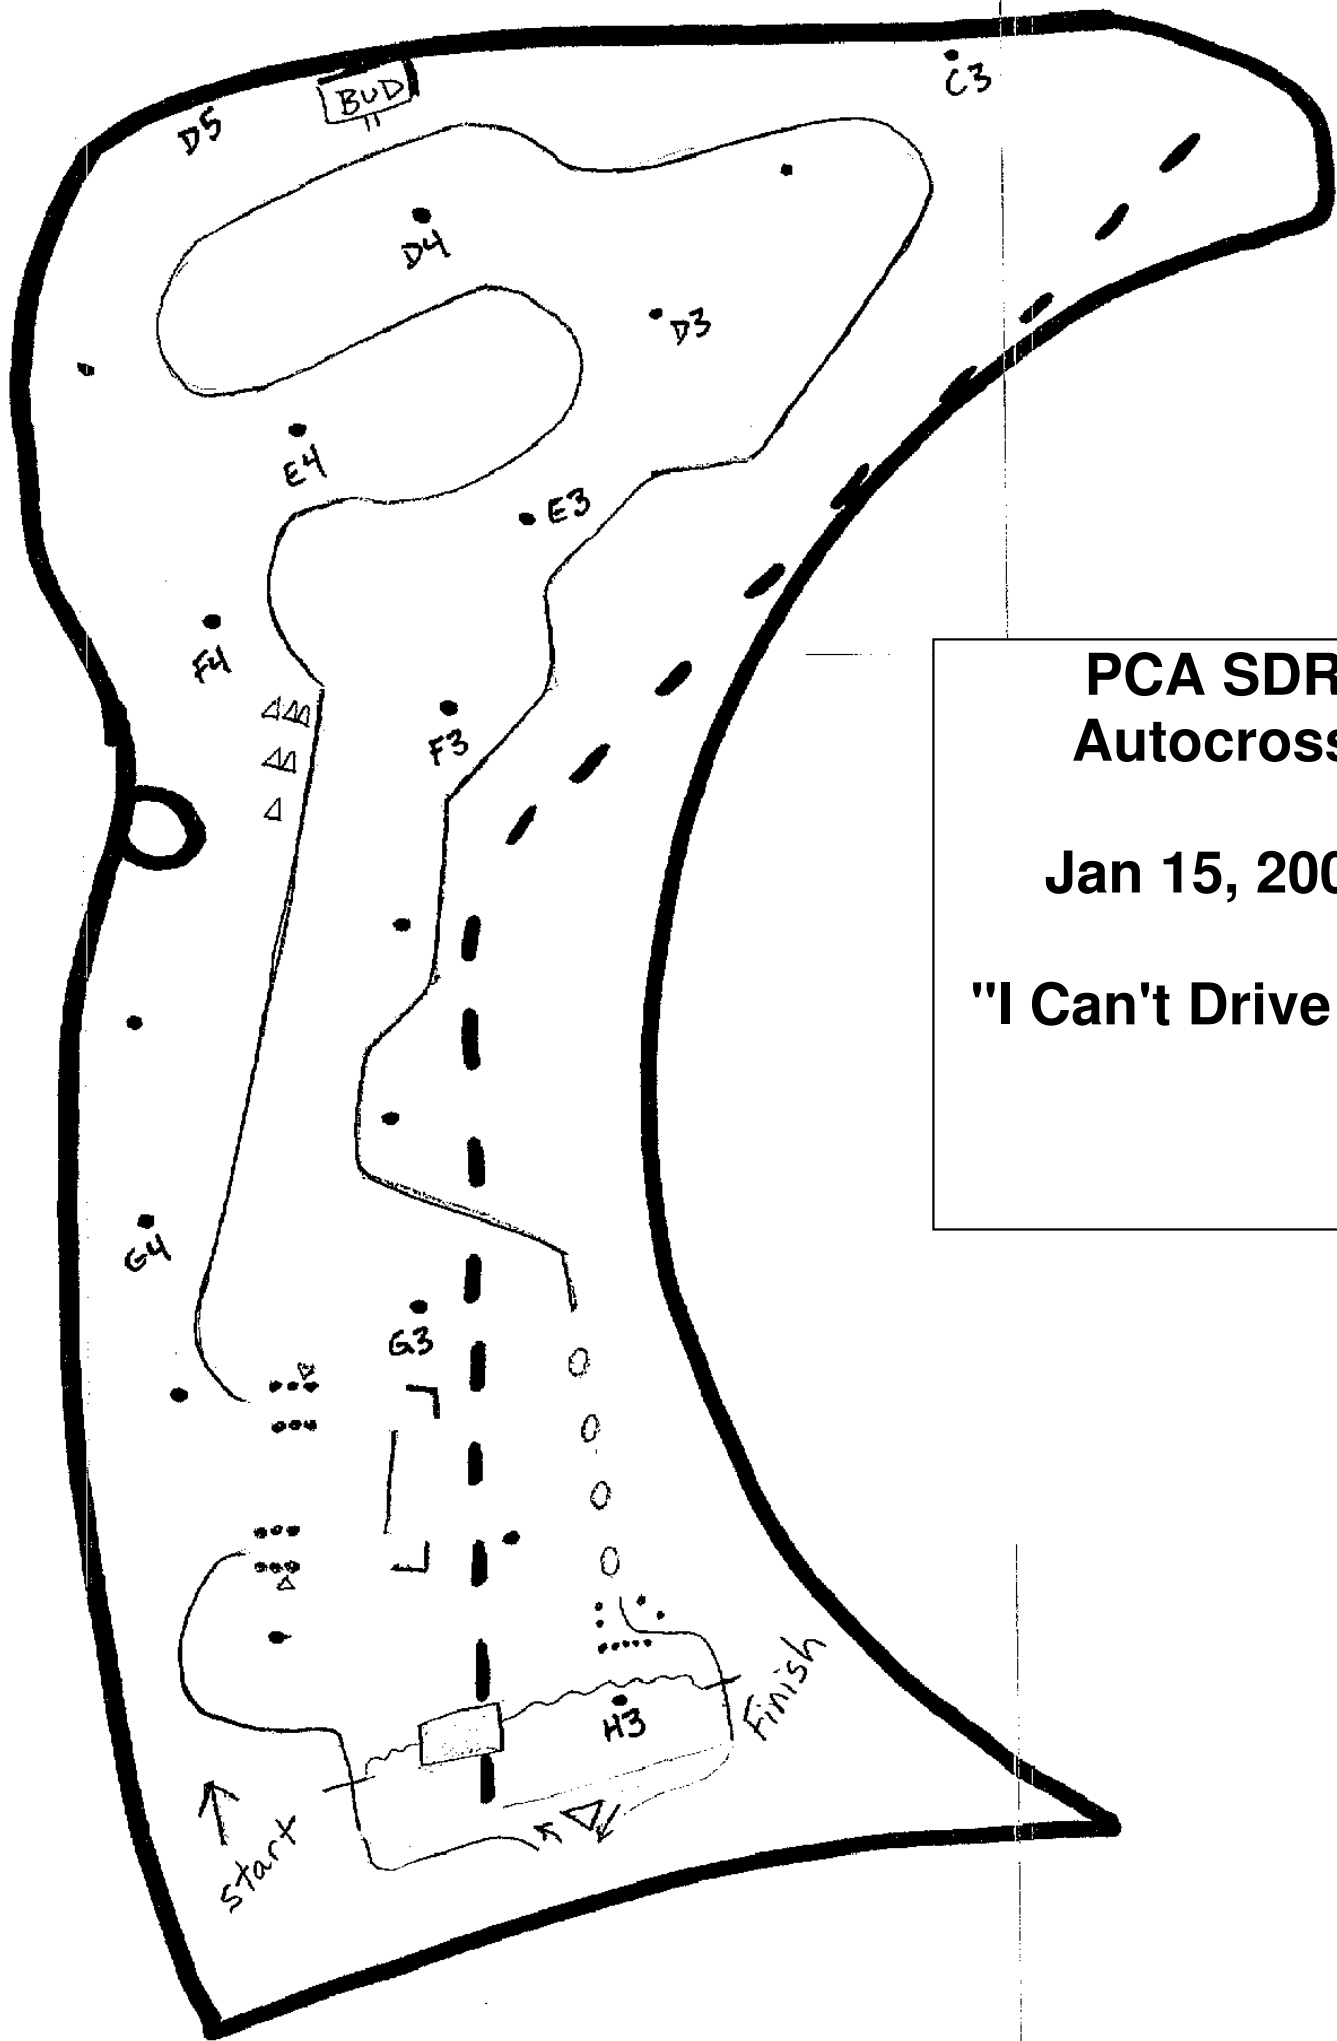 C3
BUD
D5
D4
D3
E4
E3
F4
F3
PCA SDR
Autocross
Jan 15, 200
"I Can't Drive
G4
G3
H3
Finish
start